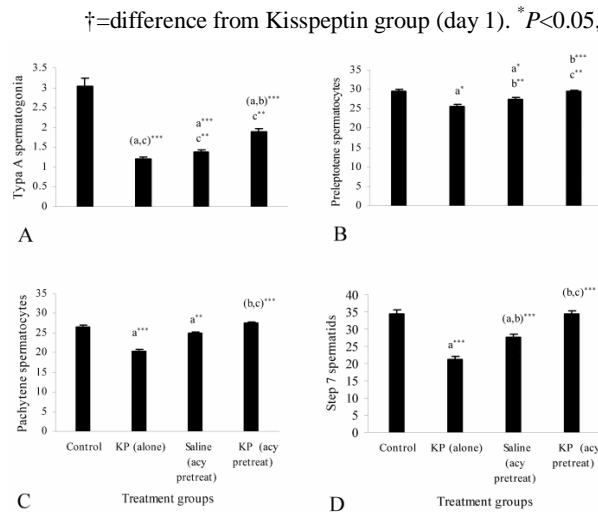 †=difference from Kisspeptin group (day 1). *P<0.05,
3.5
3
2.5
2
1.5
1
0.5
0
Typa A spermatogonia
(a,c)***
a***
c**
(a,b)***
c**
A
35
30
25
20
15
10
5
0
Preleptotene spermatocytes
a*
a*
b**
b***
c**
B
35
30
25
20
15
10
5
0
Pachytene spermatocytes
a***
a**
(b,c)***
Control
KP (alone)
Saline
(acy
pretreat)
KP (acy
pretreat)
C
Treatment groups
40
35
30
25
20
15
10
5
0
Step 7 spermatids
a***
(a,b)***
(b,c)***
Control
KP (alone)
Saline
(acy
pretreat)
KP (acy
pretreat)
D
Treatment groups